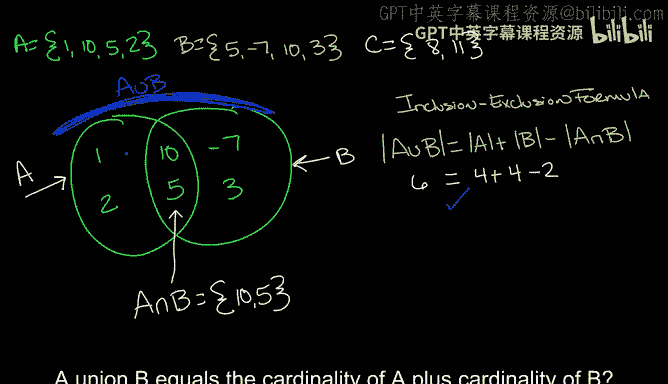 GPT中英字幕课程资源@bilibili
GPT中英字幕课程资源 bilibili
A={1,10,5,2} B={5,-7,10,3} C={8,11}
A∪B
Inclusion-Exclusion Formula
|A∪B|=|A|+|B|-|A∩B|
6 = 4+4-2
✓
1 10 -7
A
B
2 5 3
A∩B={10,5}
A union B equals the cardinality of A plus cardinality of B?